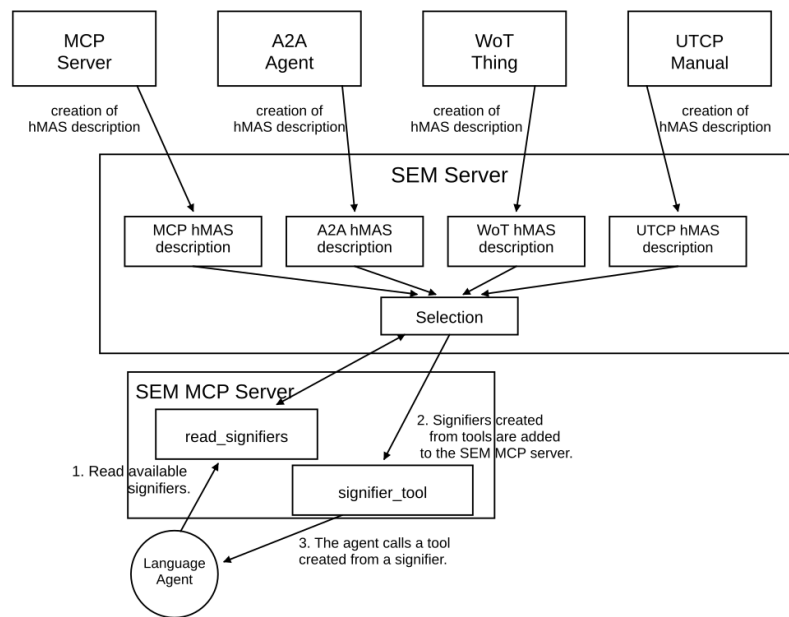 MCP
Server
A2A
Agent
WoT
Thing
UTCP
Manual
creation of
hMAS description
creation of
hMAS description
creation of
hMAS description
creation of
hMAS description
SEM Server
MCP hMAS
description
A2A hMAS
description
WoT hMAS
description
UTCP hMAS
description
Selection
SEM MCP Server
read_signifiers
2. Signifiers created
from tools are added
to the SEM MCP server.
1. Read available
signifiers.
signifier_tool
3. The agent calls a tool
created from a signifier.
Language
Agent